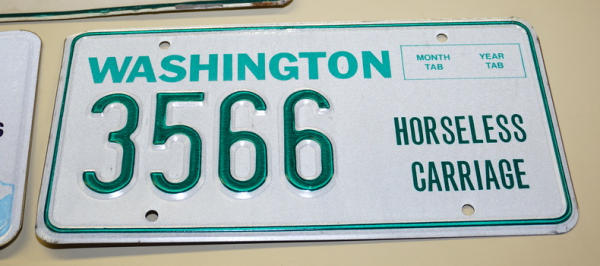 WASHINGTON
MONTH TAB YEAR TAB
3566
HORSELESS
CARRIAGE